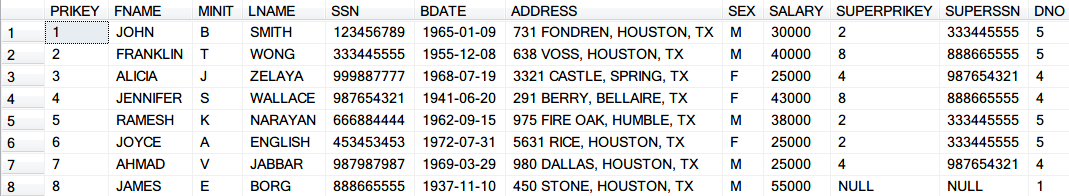 PRIKEY FNAME MINIT LNAME SSN BDATE ADDRESS SEX SALARY SUPERPRIKEY SUPERSSN DNO
1 1 JOHN B SMITH 123456789 1965-01-09 731 FONDREN, HOUSTON, TX M 30000 2 333445555 5
2 2 FRANKLIN T WONG 333445555 1955-12-08 638 VOSS, HOUSTON, TX M 40000 8 888665555 5
3 3 ALICIA J ZELAYA 999887777 1968-07-19 3321 CASTLE, SPRING, TX F 25000 4 987654321 4
4 4 JENNIFER S WALLACE 987654321 1941-06-20 291 BERRY, BELLAIRE, TX F 43000 8 888665555 4
5 5 RAMESH K NARAYAN 666884444 1962-09-15 975 FIRE OAK, HUMBLE, TX M 38000 2 333445555 5
6 6 JOYCE A ENGLISH 453453453 1972-07-31 5631 RICE, HOUSTON, TX F 25000 2 333445555 5
7 7 AHMAD V JABBAR 987987987 1969-03-29 980 DALLAS, HOUSTON, TX M 25000 4 987654321 4
8 8 JAMES E BORG 888665555 1937-11-10 450 STONE, HOUSTON, TX M 55000 NULL NULL 1